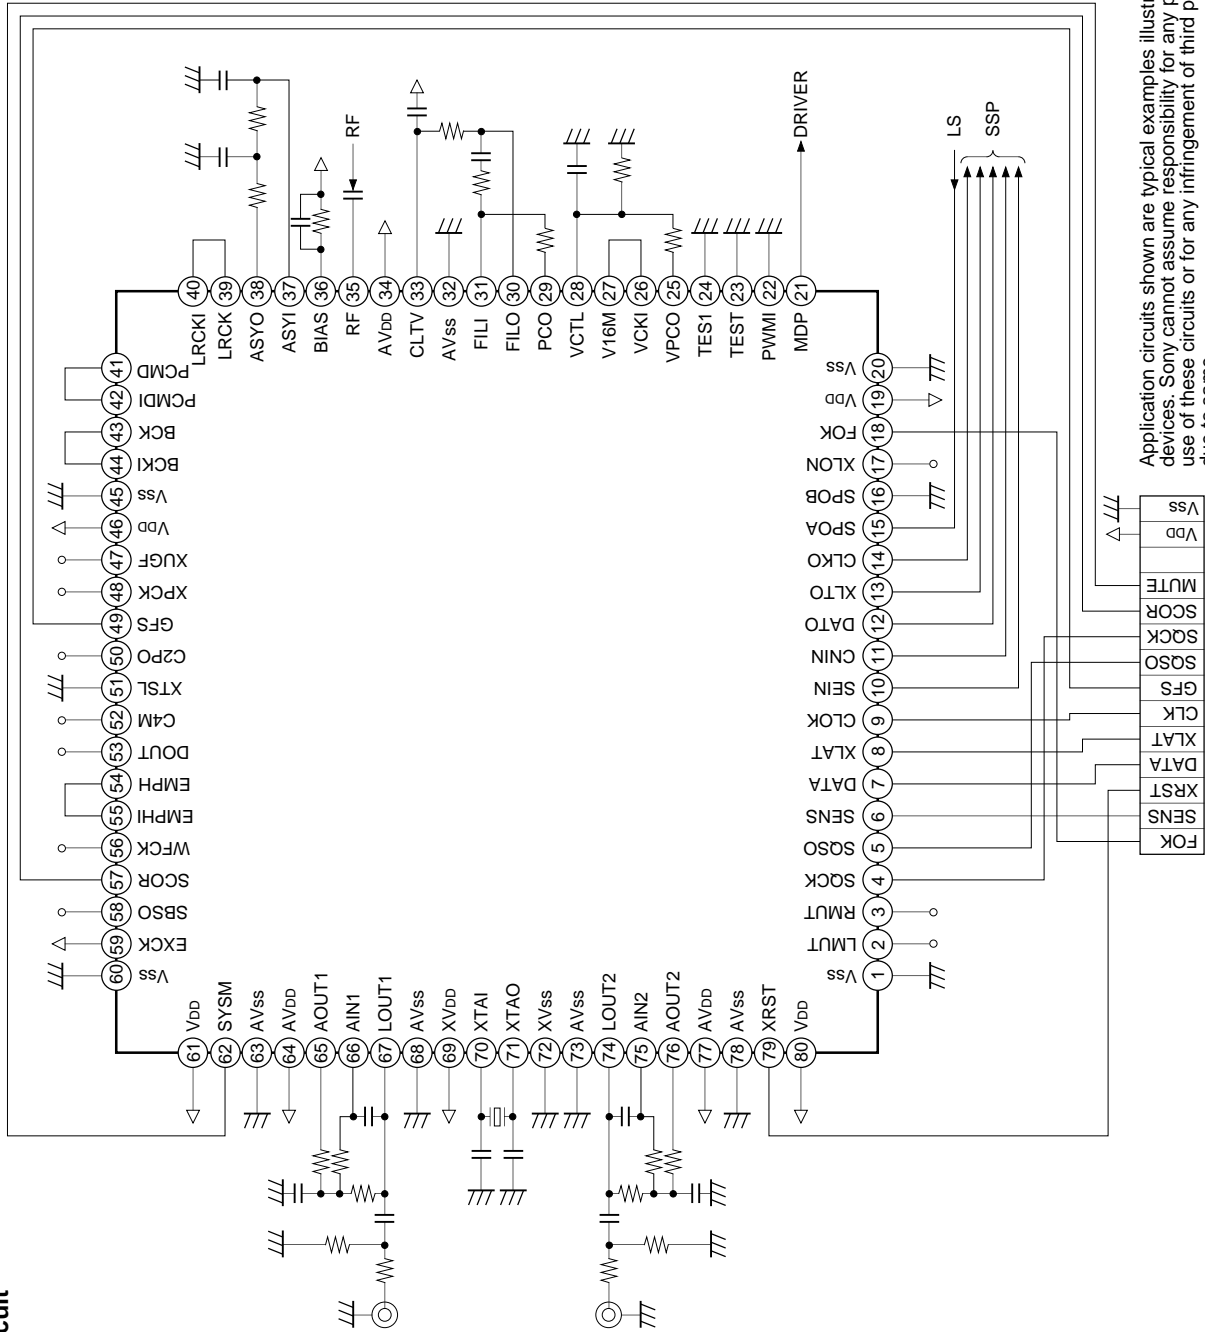 cuit
Application circuits shown are typical examples illustr
devices. Sony cannot assume responsibility for any p
use of these circuits or for any infringement of third p
RF
DRIVER
LS
SSP
40 LRCKI
39 LRCK
38 ASYO
37 ASYI
36 BIAS
35 RF
34 AVDD
33 CLTV
32 AVss
31 FILI
30 FILO
29 PCO
28 VCTL
27 V16M
26 VCKI
25 VPCO
24 TES1
23 TEST
22 PWMI
21 MDP
41 PCMD
42 PCMDI
43 BCK
44 BCKI
45 Vss
46 VDD
47 XUGF
48 XPCK
49 GFS
50 C2PO
51 XTSL
52 C4M
53 DOUT
54 EMPH
55 EMPHI
56 WFCK
57 SCOR
58 SBSO
59 EXCK
60 Vss
20 Vss
19 VDD
18 FOK
17 XLON
16 SPOB
15 SPOA
14 CLKO
13 XLTO
12 DATO
11 CNIN
10 SEIN
9 CLOK
8 XLAT
7 DATA
6 SENS
5 SQSO
4 SQCK
3 RMUT
2 LMUT
1 Vss
61 VDD
62 SYSM
63 AVss
64 AVDD
65 AOUT1
66 AIN1
67 LOUT1
68 AVss
69 XVDD
70 XTAI
71 XTAO
72 XVss
73 AVss
74 LOUT2
75 AIN2
76 AOUT2
77 AVDD
78 AVss
79 XRST
80 VDD
Vss
VDD
MUTE
SCOR
SQCK
SQSO
GFS
CLK
XLAT
DATA
XRST
SENS
FOK